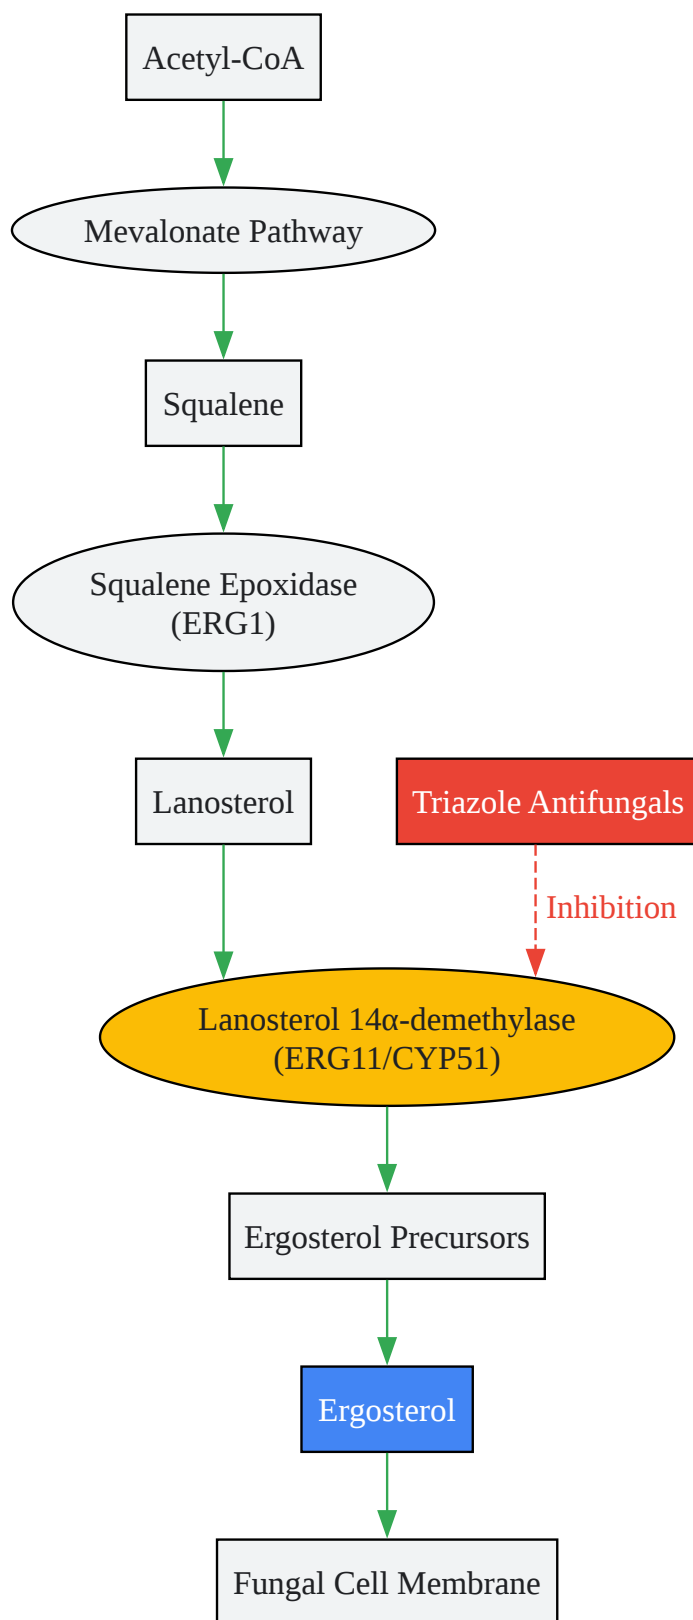 Acetyl-CoA
Mevalonate Pathway
Squalene
Squalene Epoxidase
(ERG1)
Lanosterol
Triazole Antifungals
Inhibition
Lanosterol 14α-demethylase
(ERG11/CYP51)
Ergosterol Precursors
Ergosterol
Fungal Cell Membrane